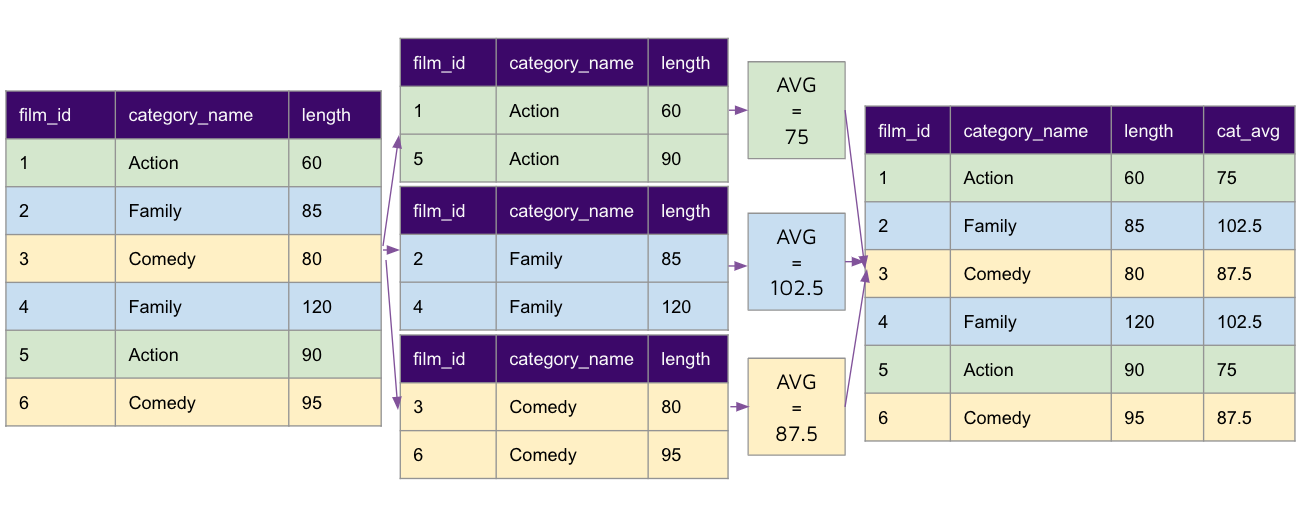 film_id category_name length
1 Action 60
2 Family 85
3 Comedy 80
4 Family 120
5 Action 90
6 Comedy 95
film_id category_name length
1 Action 60
5 Action 90
film_id category_name length
2 Family 85
4 Family 120
film_id category_name length
3 Comedy 80
6 Comedy 95
AVG
=
75
AVG
=
102.5
AVG
=
87.5
film_id category_name length cat_avg
1 Action 60 75
2 Family 85 102.5
3 Comedy 80 87.5
4 Family 120 102.5
5 Action 90 75
6 Comedy 95 87.5